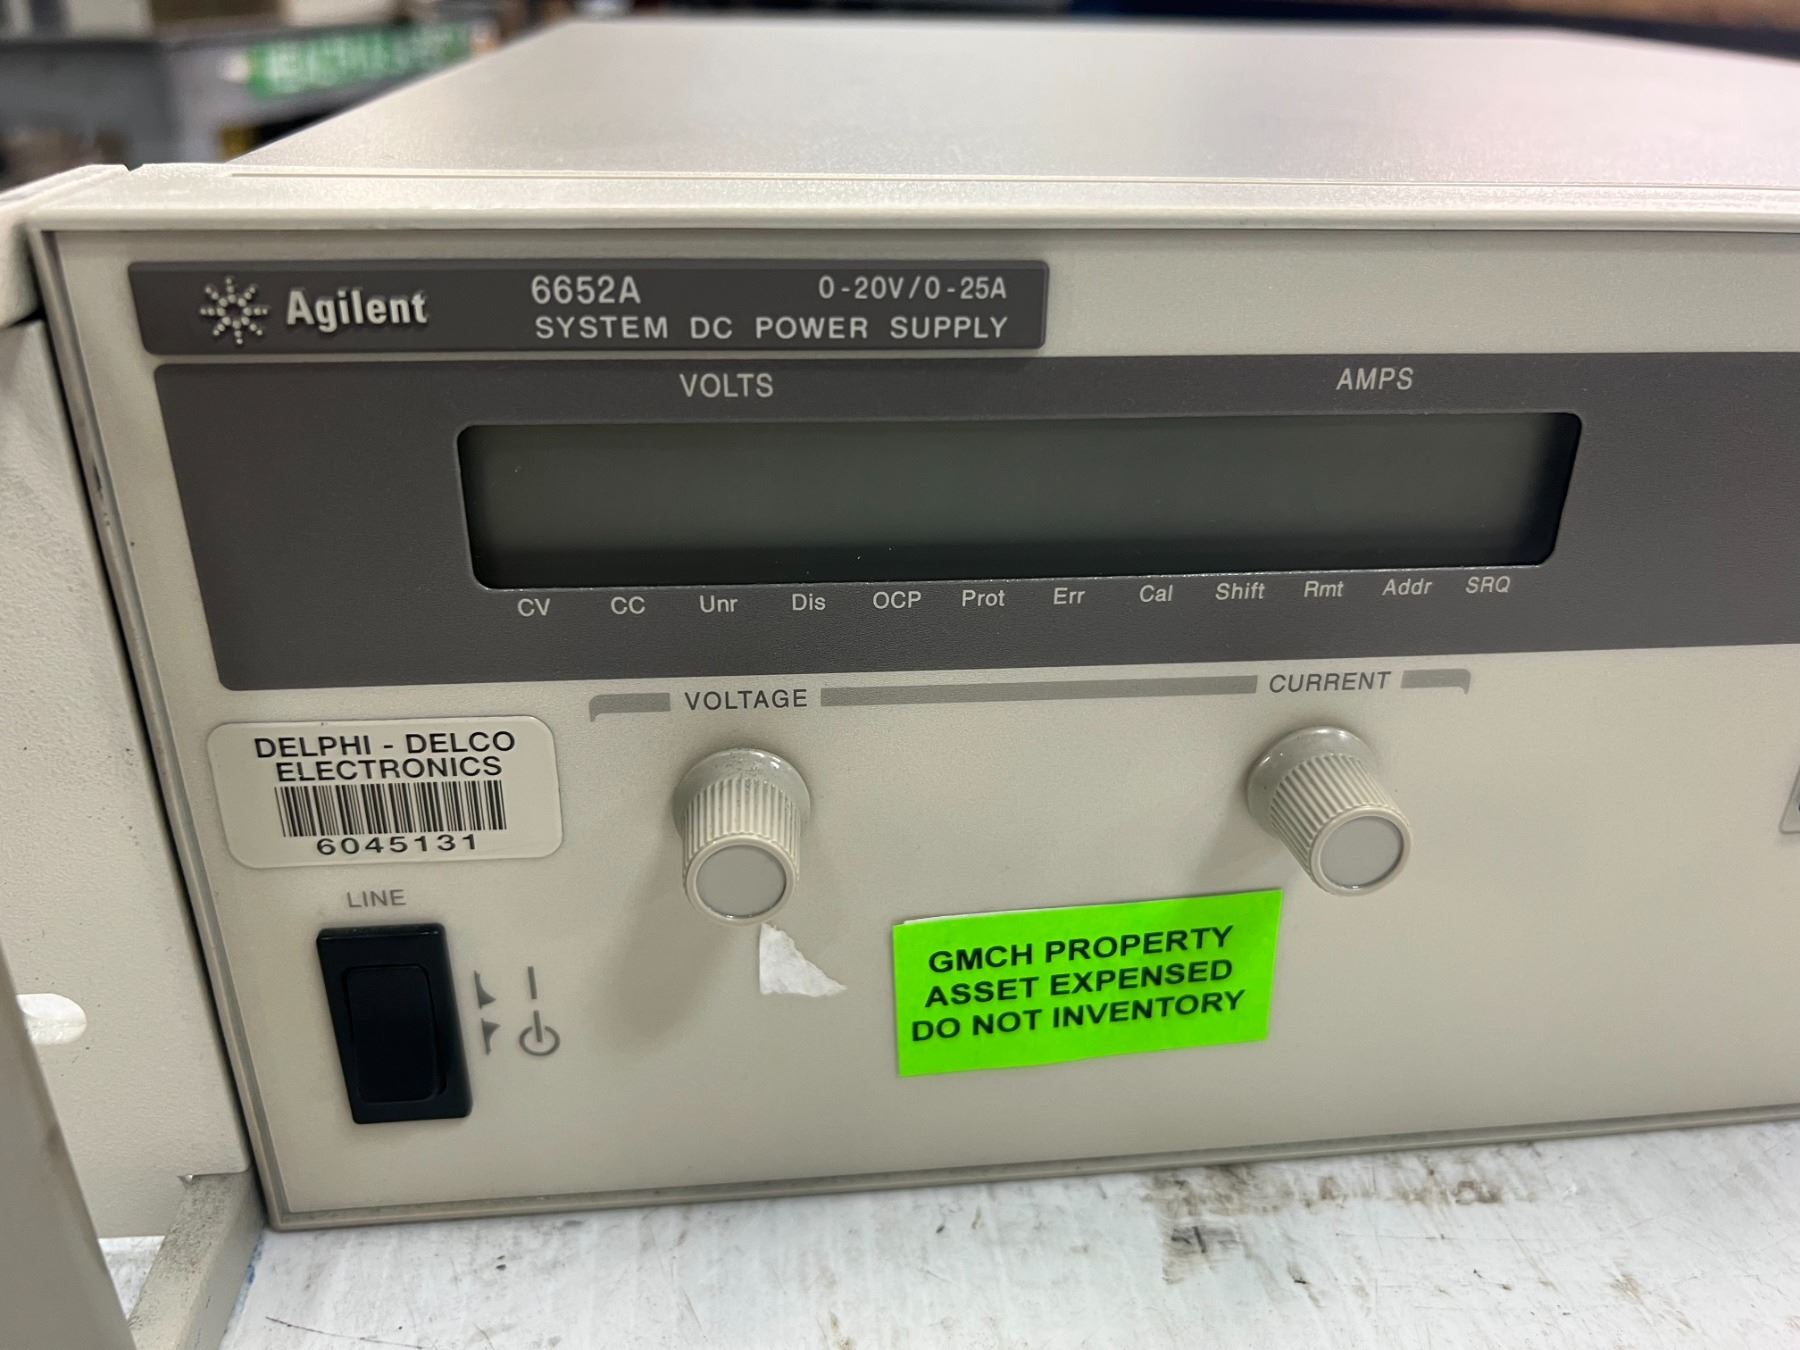 Agilent
6652A 0-20V/0-25A
SYSTEM DC POWER SUPPLY
VOLTS AMPS
CV CC Unr Dis OCP Prot Err Cal Shift Rmt Addr SRQ
VOLTAGE CURRENT
DELPHI - DELCO
ELECTRONICS
6045131
LINE
GMCH PROPERTY
ASSET EXPENSED
DO NOT INVENTORY